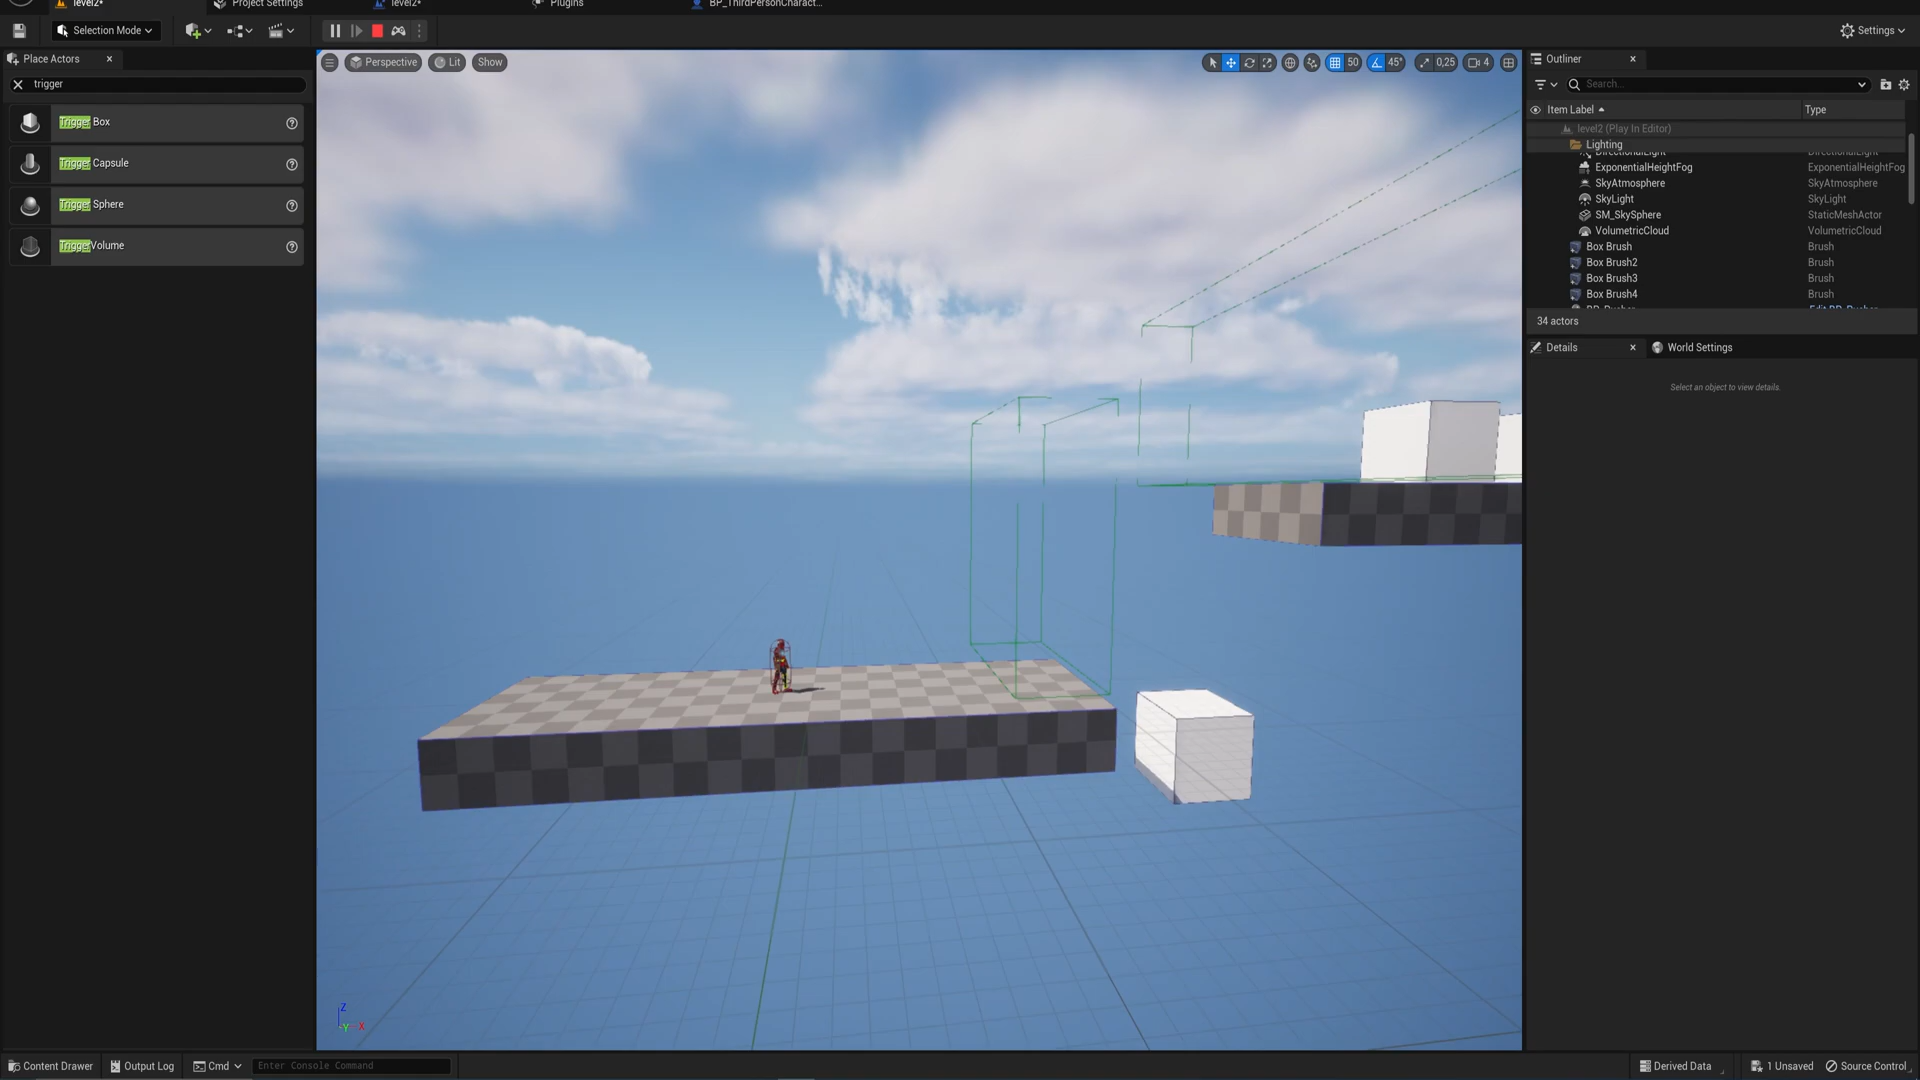 level2*
Project Settings
level2*
Plugins
BP_ThirdPersonCharact...
Selection Mode
Settings
Place Actors
trigger
Trigger Box
Trigger Capsule
Trigger Sphere
TriggerVolume
Perspective
Lit
Show
50
45°
0,25
4
Outliner
Search...
Item Label
Type
level2 (Play In Editor)
Lighting
DirectionalLight DirectionalLight
ExponentialHeightFog ExponentialHeightFog
SkyAtmosphere SkyAtmosphere
SkyLight SkyLight
SM_SkySphere StaticMeshActor
VolumetricCloud VolumetricCloud
Box Brush Brush
Box Brush2 Brush
Box Brush3 Brush
Box Brush4 Brush
34 actors
Details
World Settings
Select an object to view details.
Z
Y X
Content Drawer
Output Log
Cmd
Enter Console Command
Derived Data
1 Unsaved
Source Control